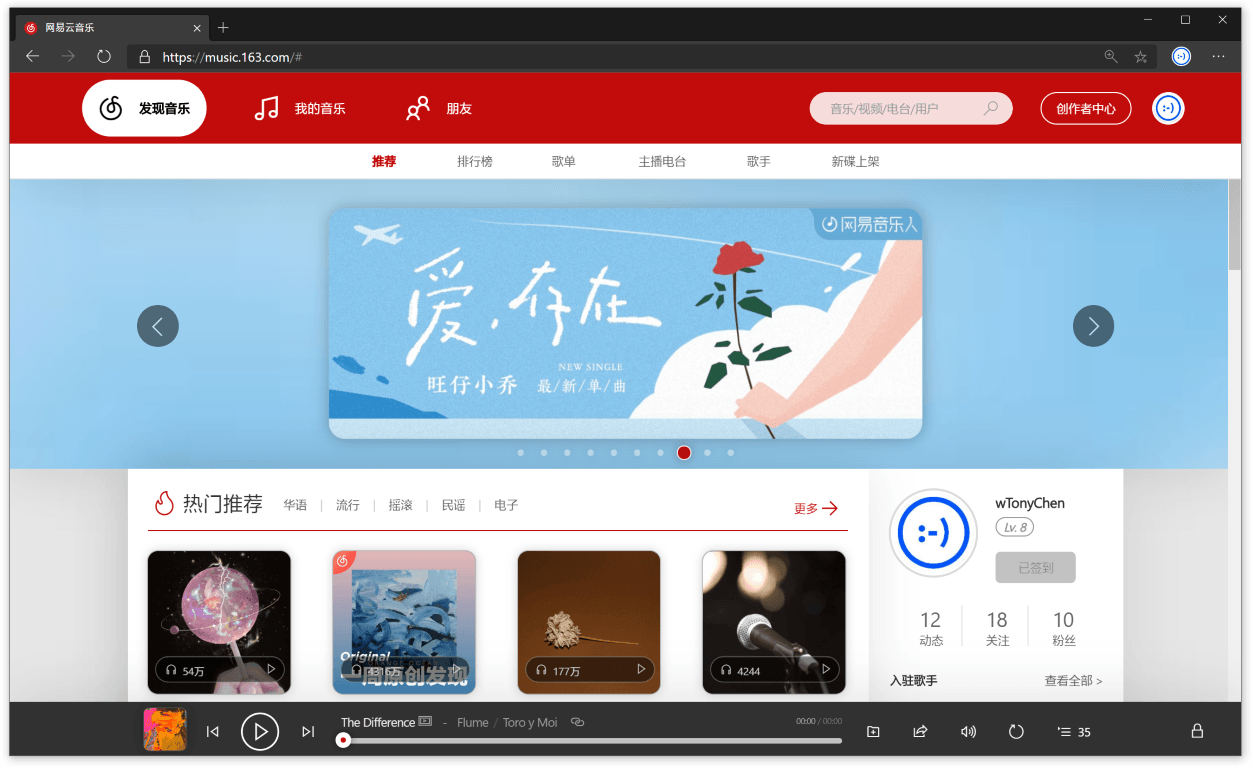 网易云音乐
https://music.163.com/#
发现音乐 我的音乐 朋友 音乐/视频/电台/用户 创作者中心 :-)
推荐 排行榜 歌单 主播电台 歌手 新碟上架
网易音乐人
爱,存在
NEW SINGLE
旺仔小乔 最/新/单/曲
热门推荐 华语 | 流行 | 摇滚 | 民谣 | 电子 更多
:-)
wTonyChen
Lv. 8
已签到
12 18 10
动态 关注 粉丝
Original
一周原创发现
54万 177万 4244
入驻歌手 查看全部 >
The Difference - Flume / Toro y Moi 00:00 / 00:00
35